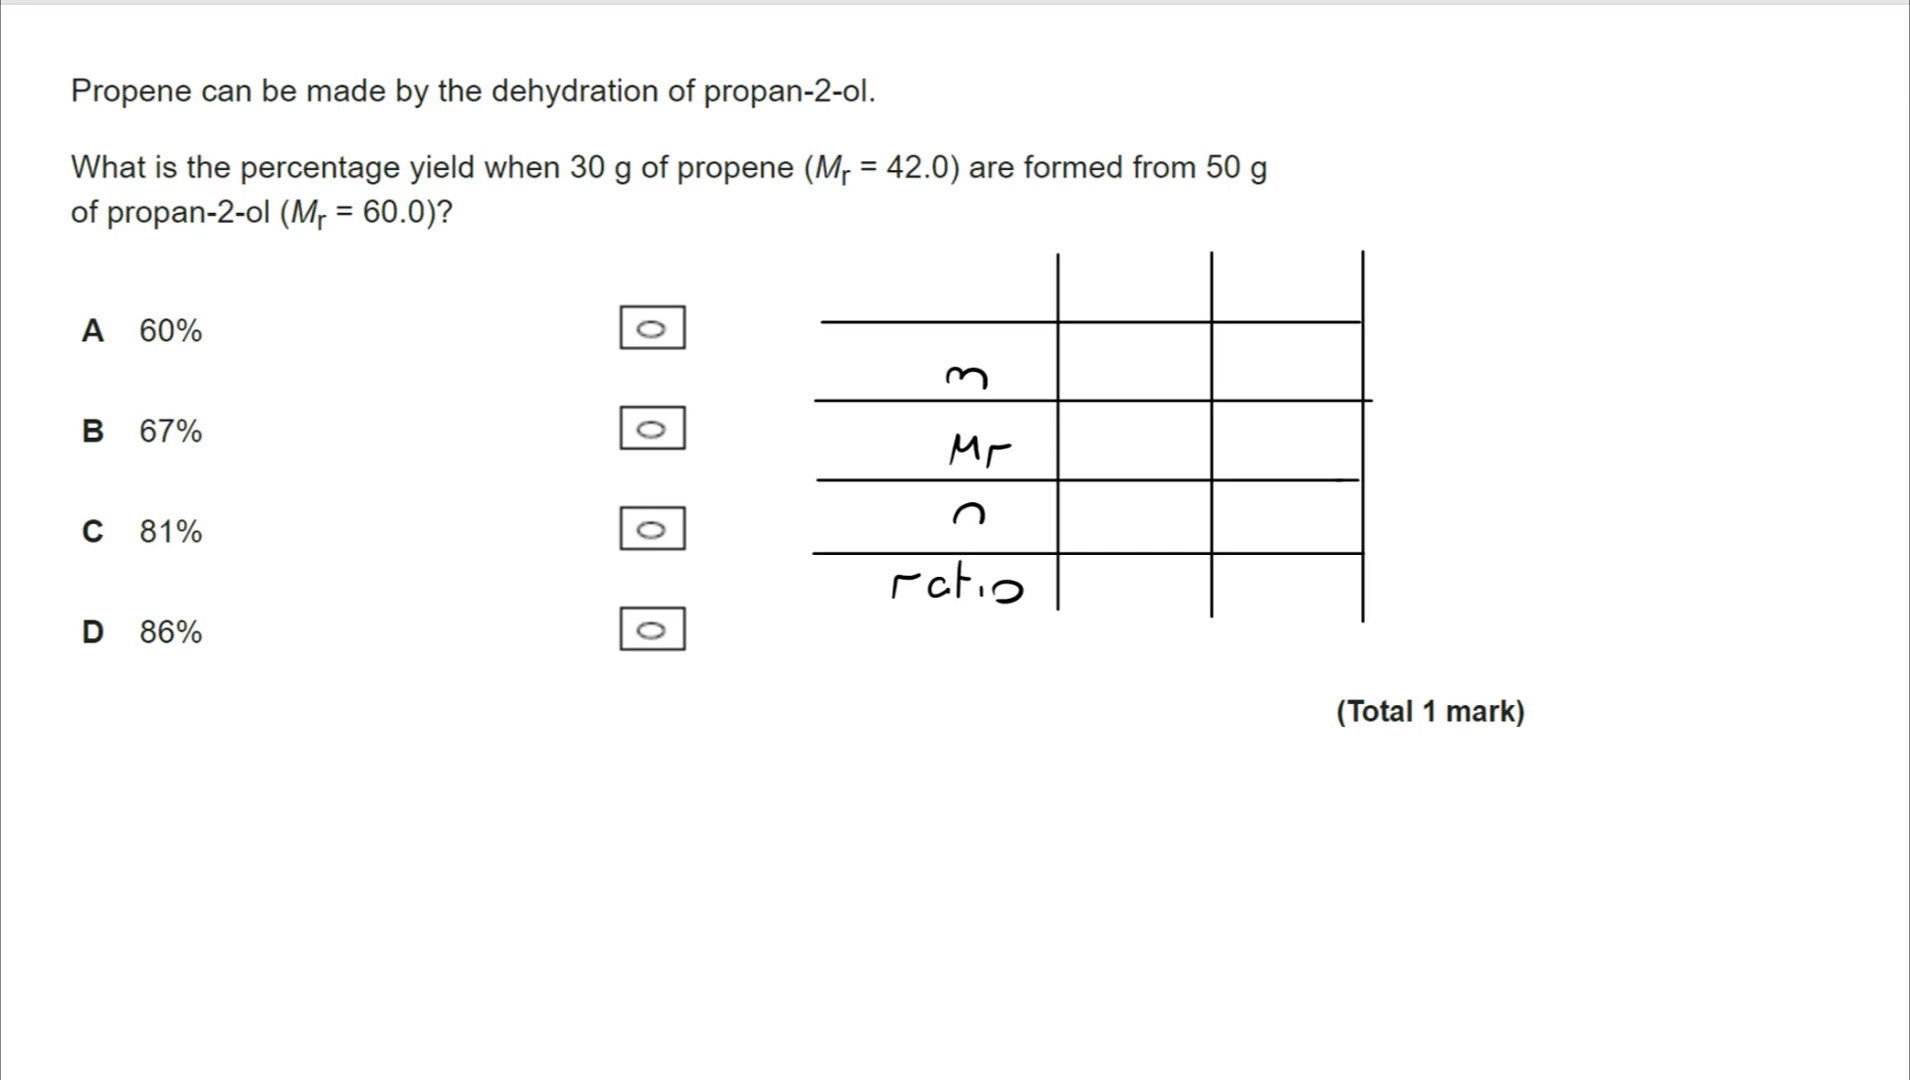 Propene can be made by the dehydration of propan-2-ol.
What is the percentage yield when 30 g of propene (Mr = 42.0) are formed from 50 g
of propan-2-ol (Mr = 60.0)?
A 60%
B 67%
C 81%
D 86%
m
Mr
n
ratio
(Total 1 mark)